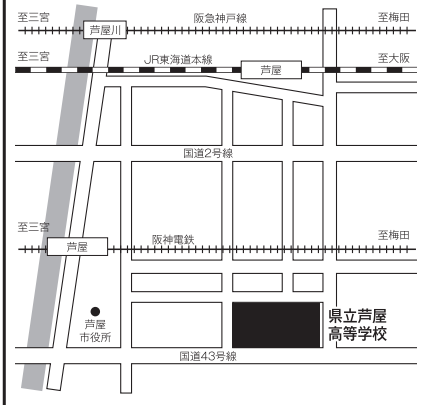 至三宮
阪急神戸線
至梅田
芦屋川
至三宮
JR東海道本線
芦屋
至大阪
国道2号線
至三宮
芦屋
阪神電鉄
至梅田
芦屋
市役所
県立芦屋
高等学校
国道43号線